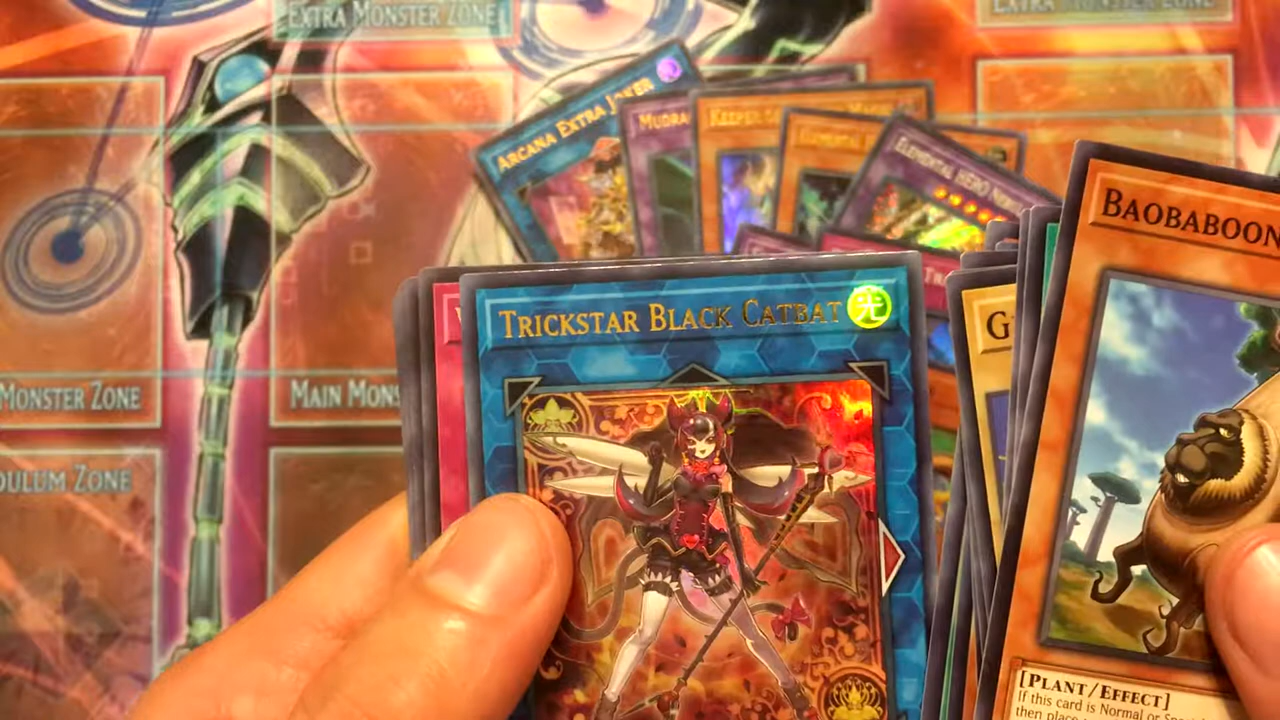 EXTRA MONSTER ZONE
EXTRA MONSTER ZONE
ARCANA EXTRA JOKER
MUDRA
KEEPER
ELEMENTAL
ELEMENTAL HERO
BAOBABOON
TRICKSTAR BLACK CATBAT
光
G
MONSTER ZONE
MAIN MONS
DULUM ZONE
[PLANT/EFFECT]
If this card is Normal or Sp
then place